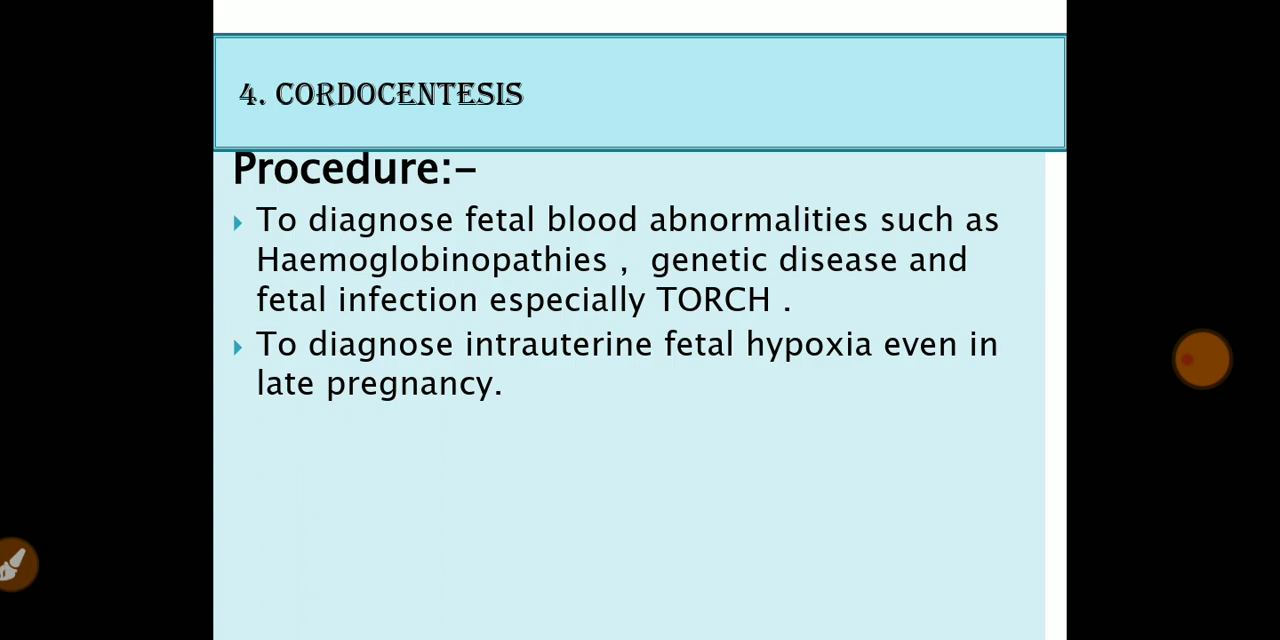 4. CORDOCENTESIS
Procedure:-
To diagnose fetal blood abnormalities such as
Haemoglobinopathies ,  genetic disease and
fetal infection especially TORCH .
To diagnose intrauterine fetal hypoxia even in
late pregnancy.